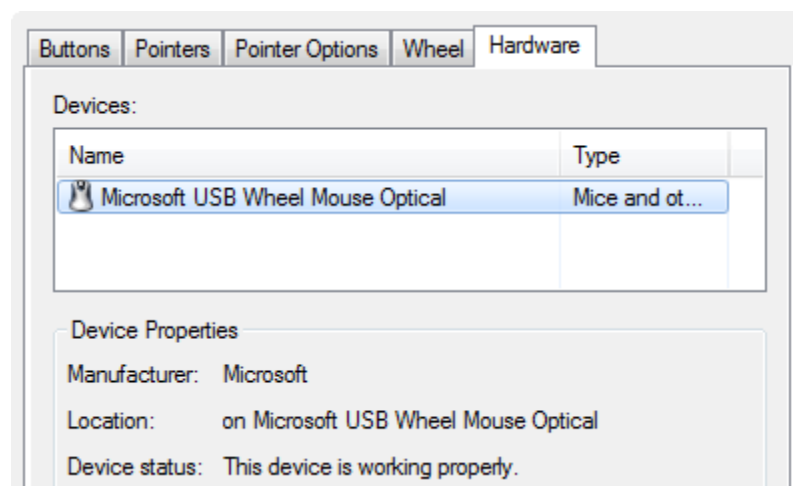 Buttons Pointers Pointer Options Wheel Hardware
Devices:
Name Type
Microsoft USB Wheel Mouse Optical Mice and ot...
Device Properties
Manufacturer: Microsoft
Location: on Microsoft USB Wheel Mouse Optical
Device status: This device is working properly.